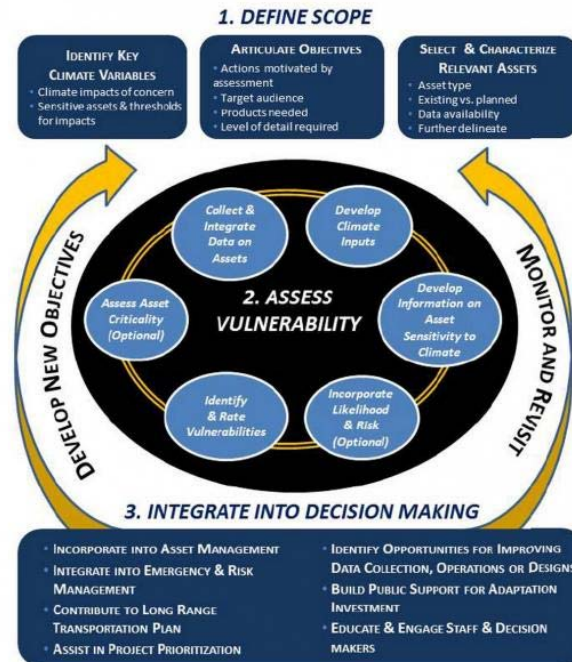 1. DEFINE SCOPE
IDENTIFY KEY
CLIMATE VARIABLES
• Climate impacts of concern
• Sensitive assets & thresholds
for impacts
ARTICULATE OBJECTIVES
• Actions motivated by
assessment
• Target audience
• Products needed
• Level of detail required
SELECT & CHARACTERIZE
RELEVANT ASSETS
• Asset type
• Existing vs. planned
• Data availability
• Further delineate
DEVELOP NEW OBJECTIVES
2. ASSESS
VULNERABILITY
Collect &
Integrate
Data on
Assets
Develop
Climate
Inputs
Develop
Information on
Asset
Sensitivity to
Climate
Incorporate
Likelihood
& Risk
(Optional)
Identify
& Rate
Vulnerabilities
Assess Asset
Criticality
(Optional)
MONITOR AND REVISIT
3. INTEGRATE INTO DECISION MAKING
• INCORPORATE INTO ASSET MANAGEMENT
• INTEGRATE INTO EMERGENCY & RISK
MANAGEMENT
• CONTRIBUTE TO LONG RANGE
TRANSPORTATION PLAN
• ASSIST IN PROJECT PRIORITIZATION
• IDENTIFY OPPORTUNITIES FOR IMPROVING
DATA COLLECTION, OPERATIONS OR DESIGNS
• BUILD PUBLIC SUPPORT FOR ADAPTATION
INVESTMENT
• EDUCATE & ENGAGE STAFF & DECISION
MAKERS